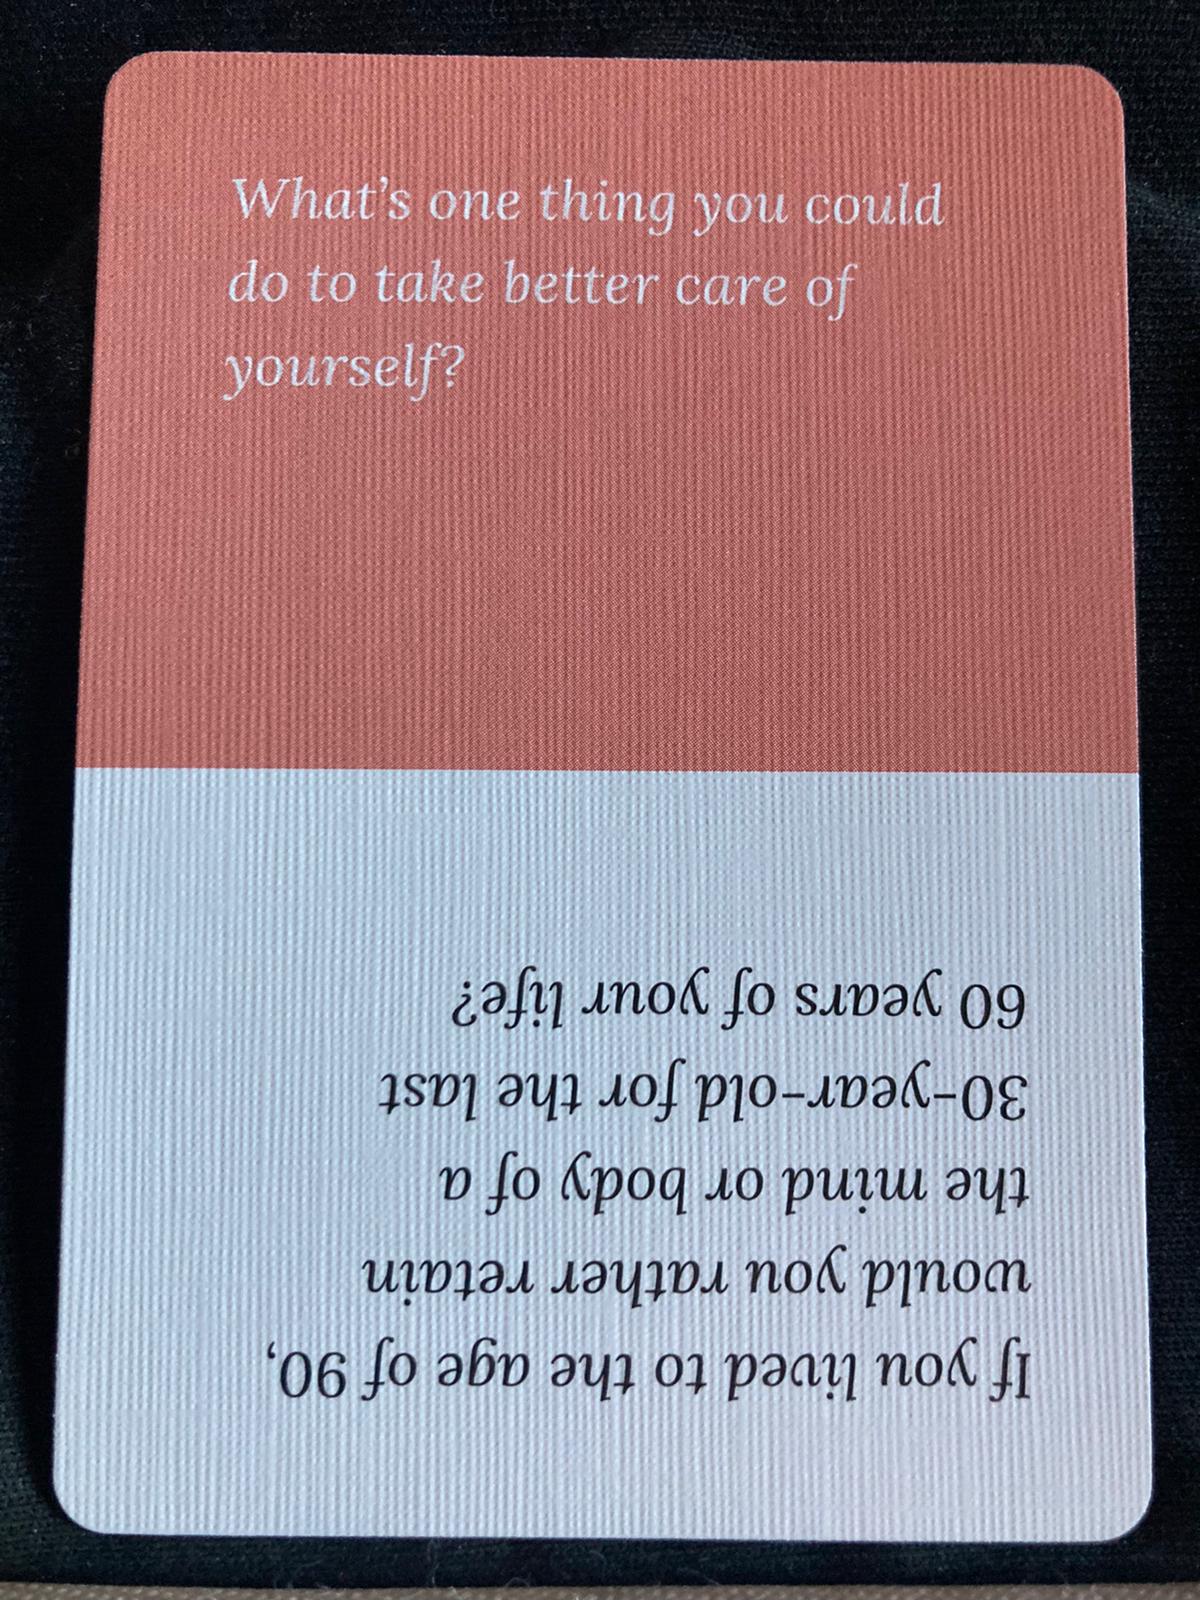 What's one thing you could
do to take better care of
yourself?
If you lived to the age of 90,
would you rather retain
the mind or body of a
30-year-old for the last
60 years of your life?